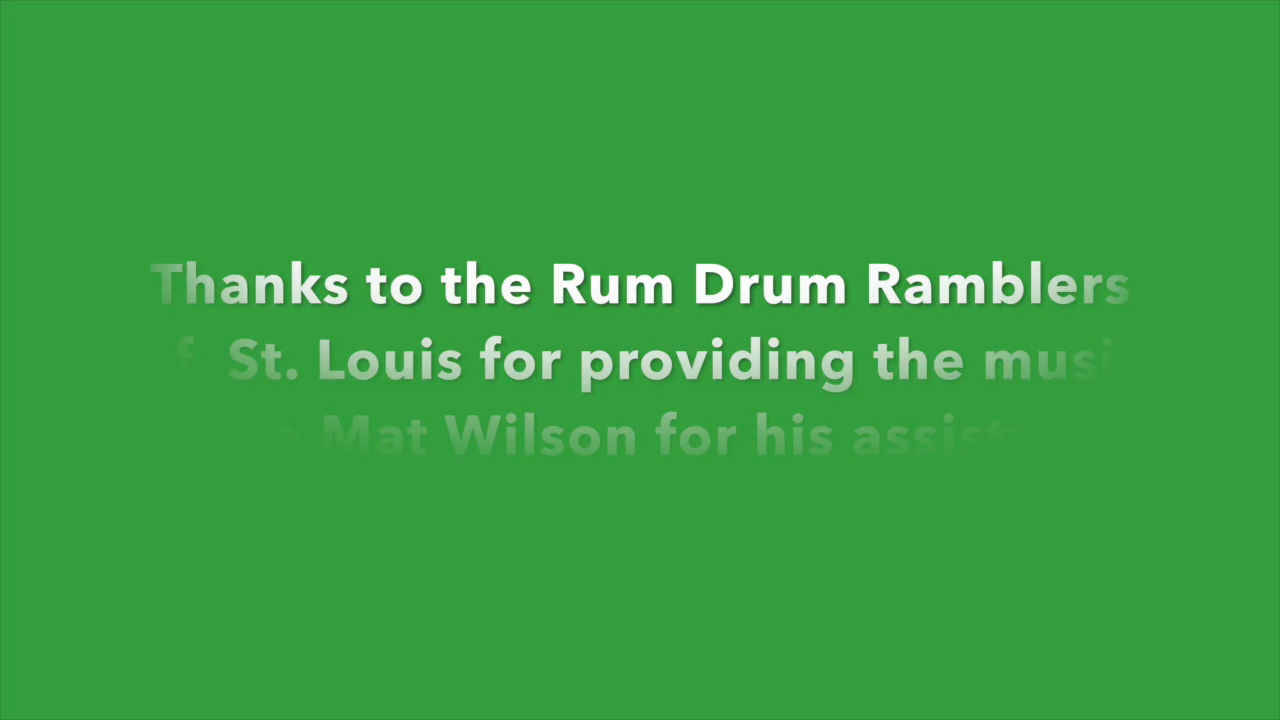 Thanks to the Rum Drum Ramblers
St. Louis for providing the
Mat Wilson for his